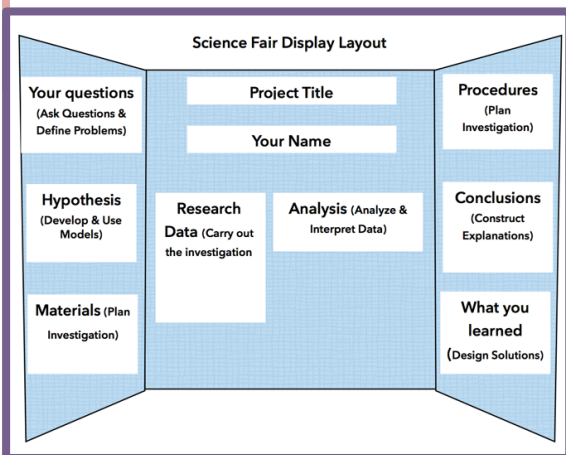 Science Fair Display Layout
Your questions
(Ask Questions &
Define Problems)
Hypothesis
(Develop & Use
Models)
Materials (Plan
Investigation)
Project Title
Your Name
Research
Data (Carry out
the investigation
Analysis (Analyze &
Interpret Data)
Procedures
(Plan
Investigation)
Conclusions
(Construct
Explanations)
What you
learned
(Design Solutions)